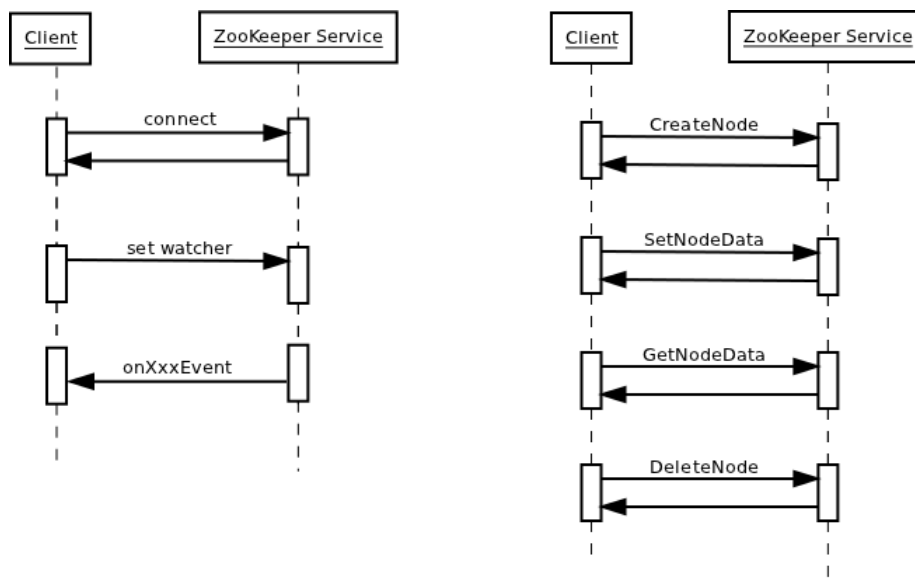 Client
ZooKeeper Service
connect
set watcher
onXxxEvent
Client
ZooKeeper Service
CreateNode
SetNodeData
GetNodeData
DeleteNode